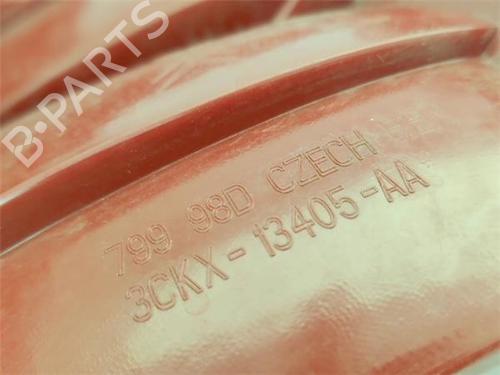 B-PARTS
799 98D CZECH
3CKX-13405-AA